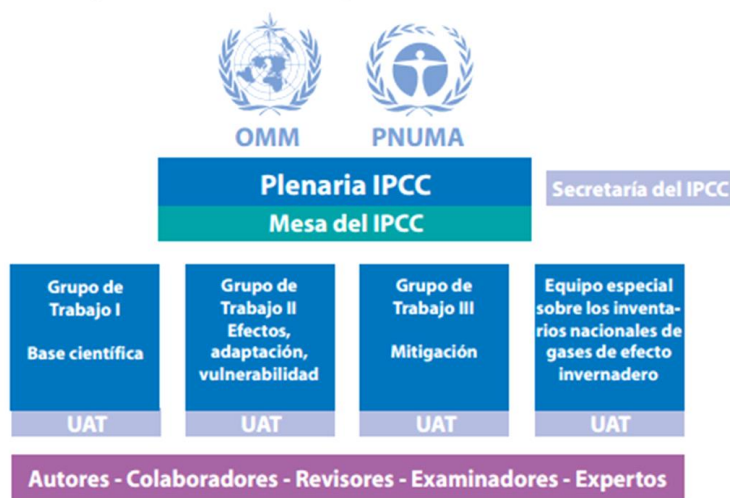 OMM
PNUMA
Plenaria IPCC
Secretaría del IPCC
Mesa del IPCC
Grupo de
Trabajo I
Base científica
UAT
Grupo de
Trabajo II
Efectos,
adaptación,
vulnerabilidad
UAT
Grupo de
Trabajo III
Mitigación
UAT
Equipo especial
sobre los inventa-
rios nacionales de
gases de efecto
invernadero
UAT
Autores - Colaboradores - Revisores - Examinadores - Expertos